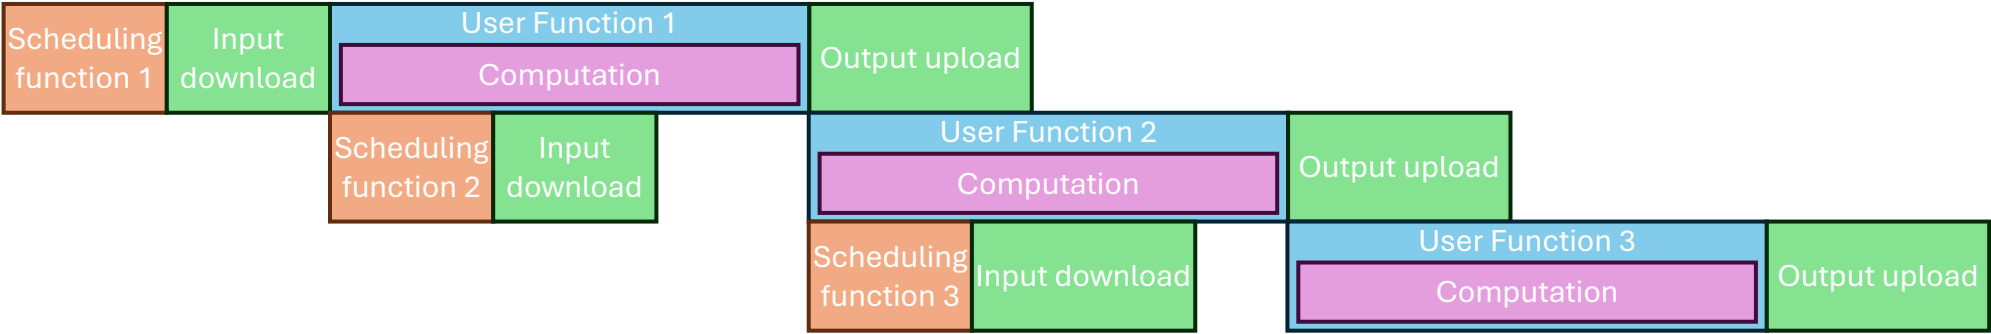 Scheduling
function 1
Input
download
User Function 1
Computation
Output upload
Scheduling
function 2
Input
download
User Function 2
Computation
Output upload
Scheduling
function 3
Input download
User Function 3
Computation
Output upload